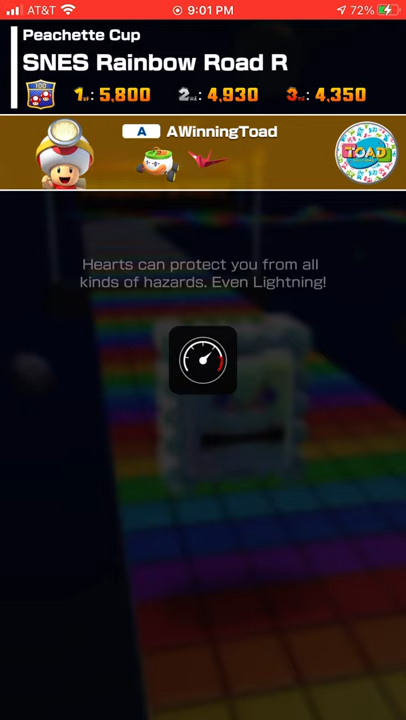 AT&T 9:01 PM 72%
Peachette Cup
SNES Rainbow Road R
100 1st: 5,800 2nd: 4,930 3rd: 4,350
A AWinningToad
TOAD
Hearts can protect you from all
kinds of hazards. Even Lightning!